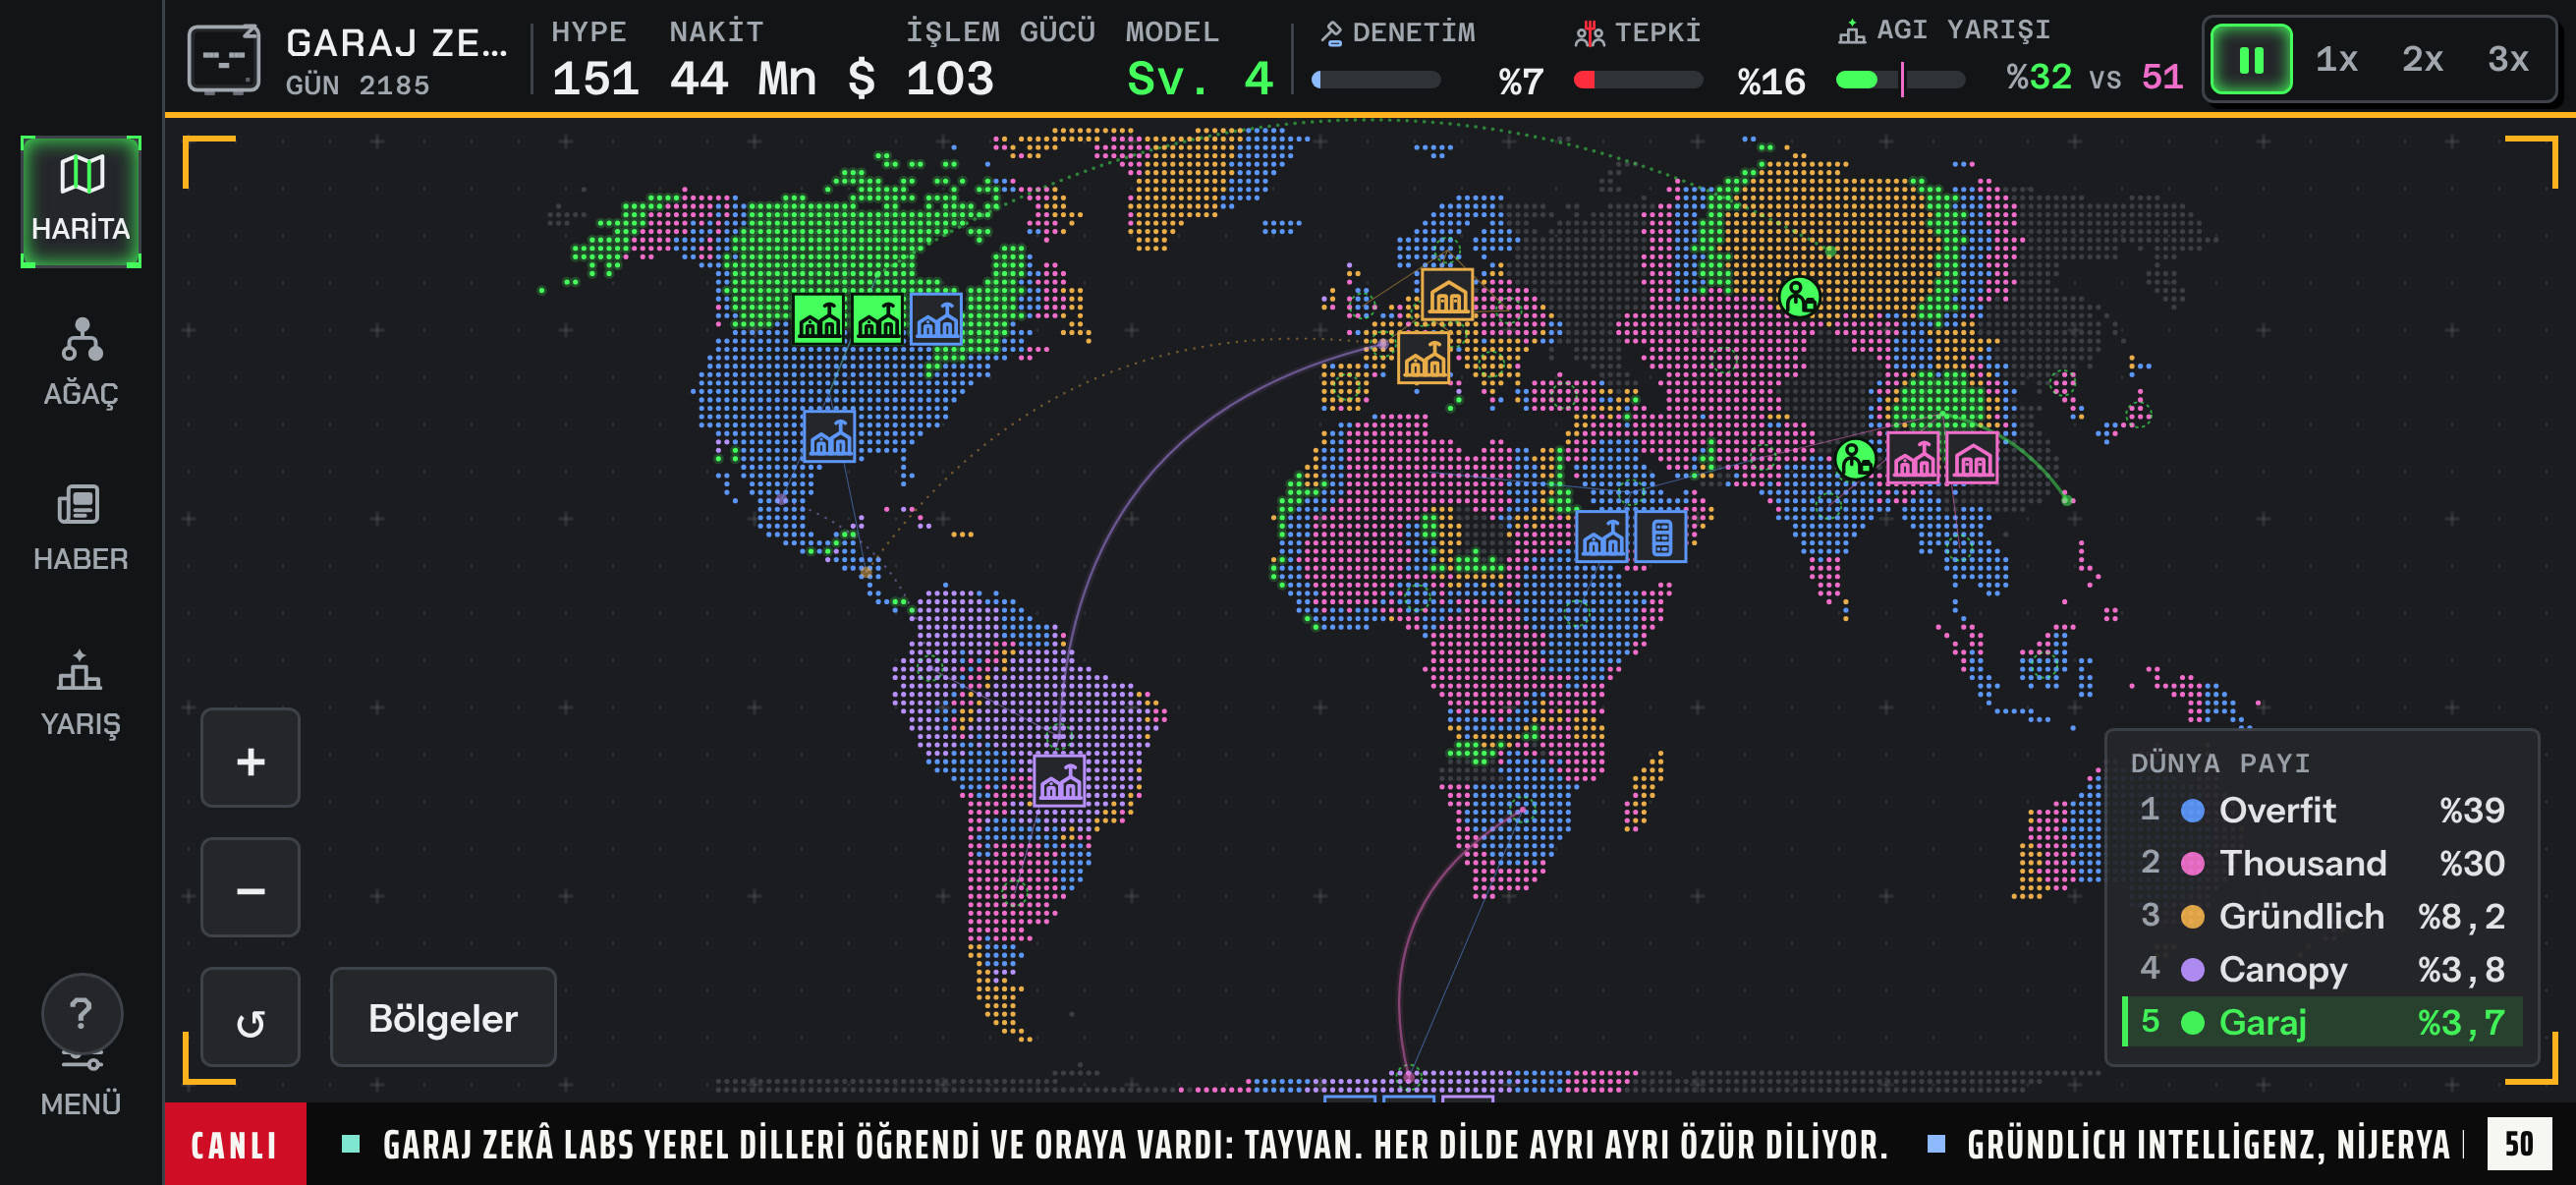 GARAJ ZE...
GÜN 2185
HYPE
151
NAKİT
44 Mn $
İŞLEM GÜCÜ
103
MODEL
Sv. 4
DENETİM
%7
TEPKİ
%16
AGI YARIŞI
%32 VS 51
1x
2x
3x
HARİTA
AĞAÇ
HABER
YARIŞ
?
MENÜ
+
−
↺
Bölgeler
DÜNYA PAYI
1 Overfit %39
2 Thousand %30
3 Gründlich %8,2
4 Canopy %3,8
5 Garaj %3,7
CANLI
GARAJ ZEKÂ LABS YEREL DİLLERİ ÖĞRENDİ VE ORAYA VARDI: TAYVAN. HER DİLDE AYRI AYRI ÖZÜR DİLİYOR.
GRÜNDLİCH INTELLİGENZ, NİJERYA
50